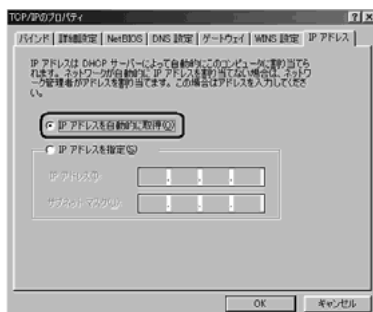 TCP/IPのプロパティ
バインド 詳細設定 NetBIOS DNS 設定 ゲートウェイ WINS 設定 IP アドレス
IP アドレスは DHCP サーバーによって自動的にこのコンピュータに割り当てら
れます。ネットワークが自動的に IP アドレスを割り当てない場合は、ネットワ
ーク管理者がアドレスを割り当てます。この場合はアドレスを入力してくださ
い。
IP アドレスを自動的に取得(O)
IP アドレスを指定(S)
IP アドレス(I):
サブネット マスク(U):
OK キャンセル